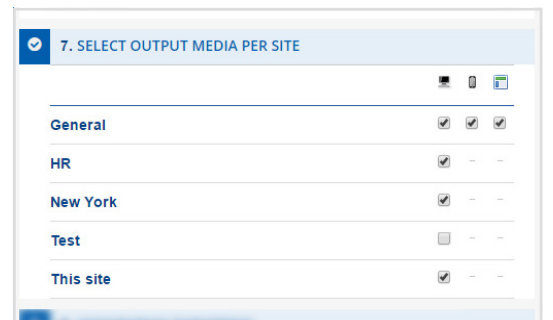 7. SELECT OUTPUT MEDIA PER SITE
General
HR – –
New York – –
Test – –
This site – –